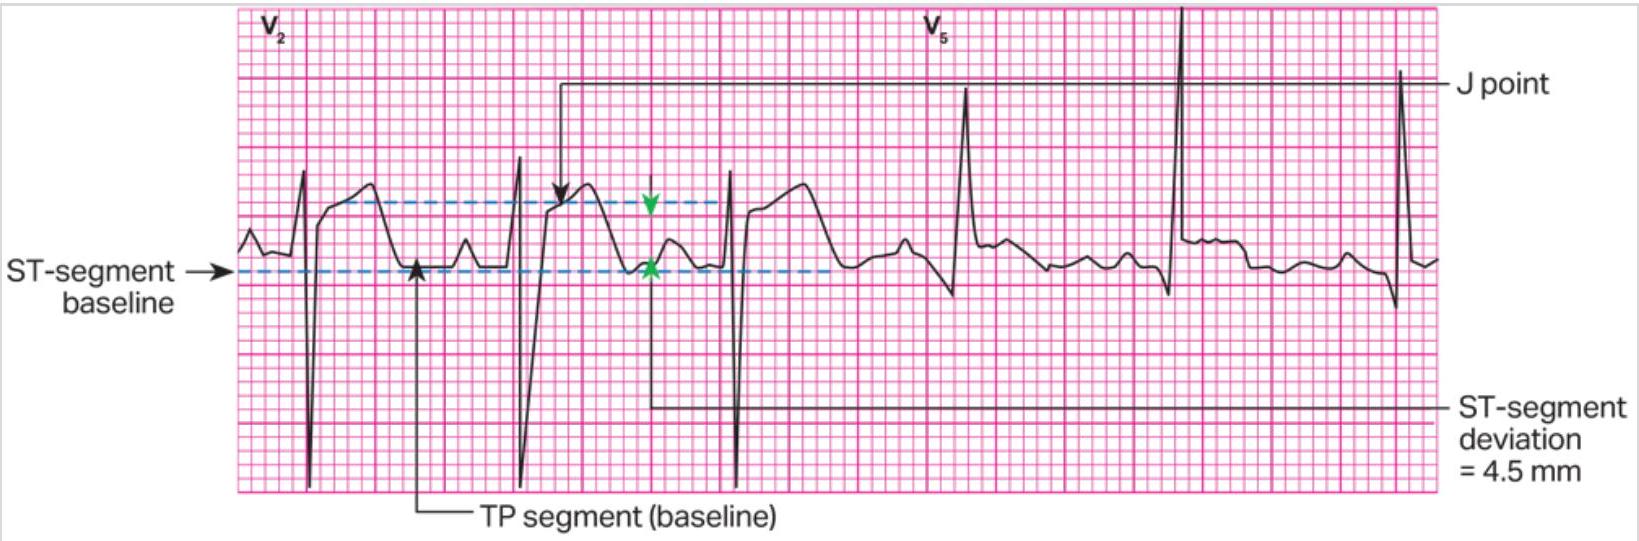 V2
V5
J point
ST-segment
baseline
ST-segment
deviation
= 4.5 mm
TP segment (baseline)